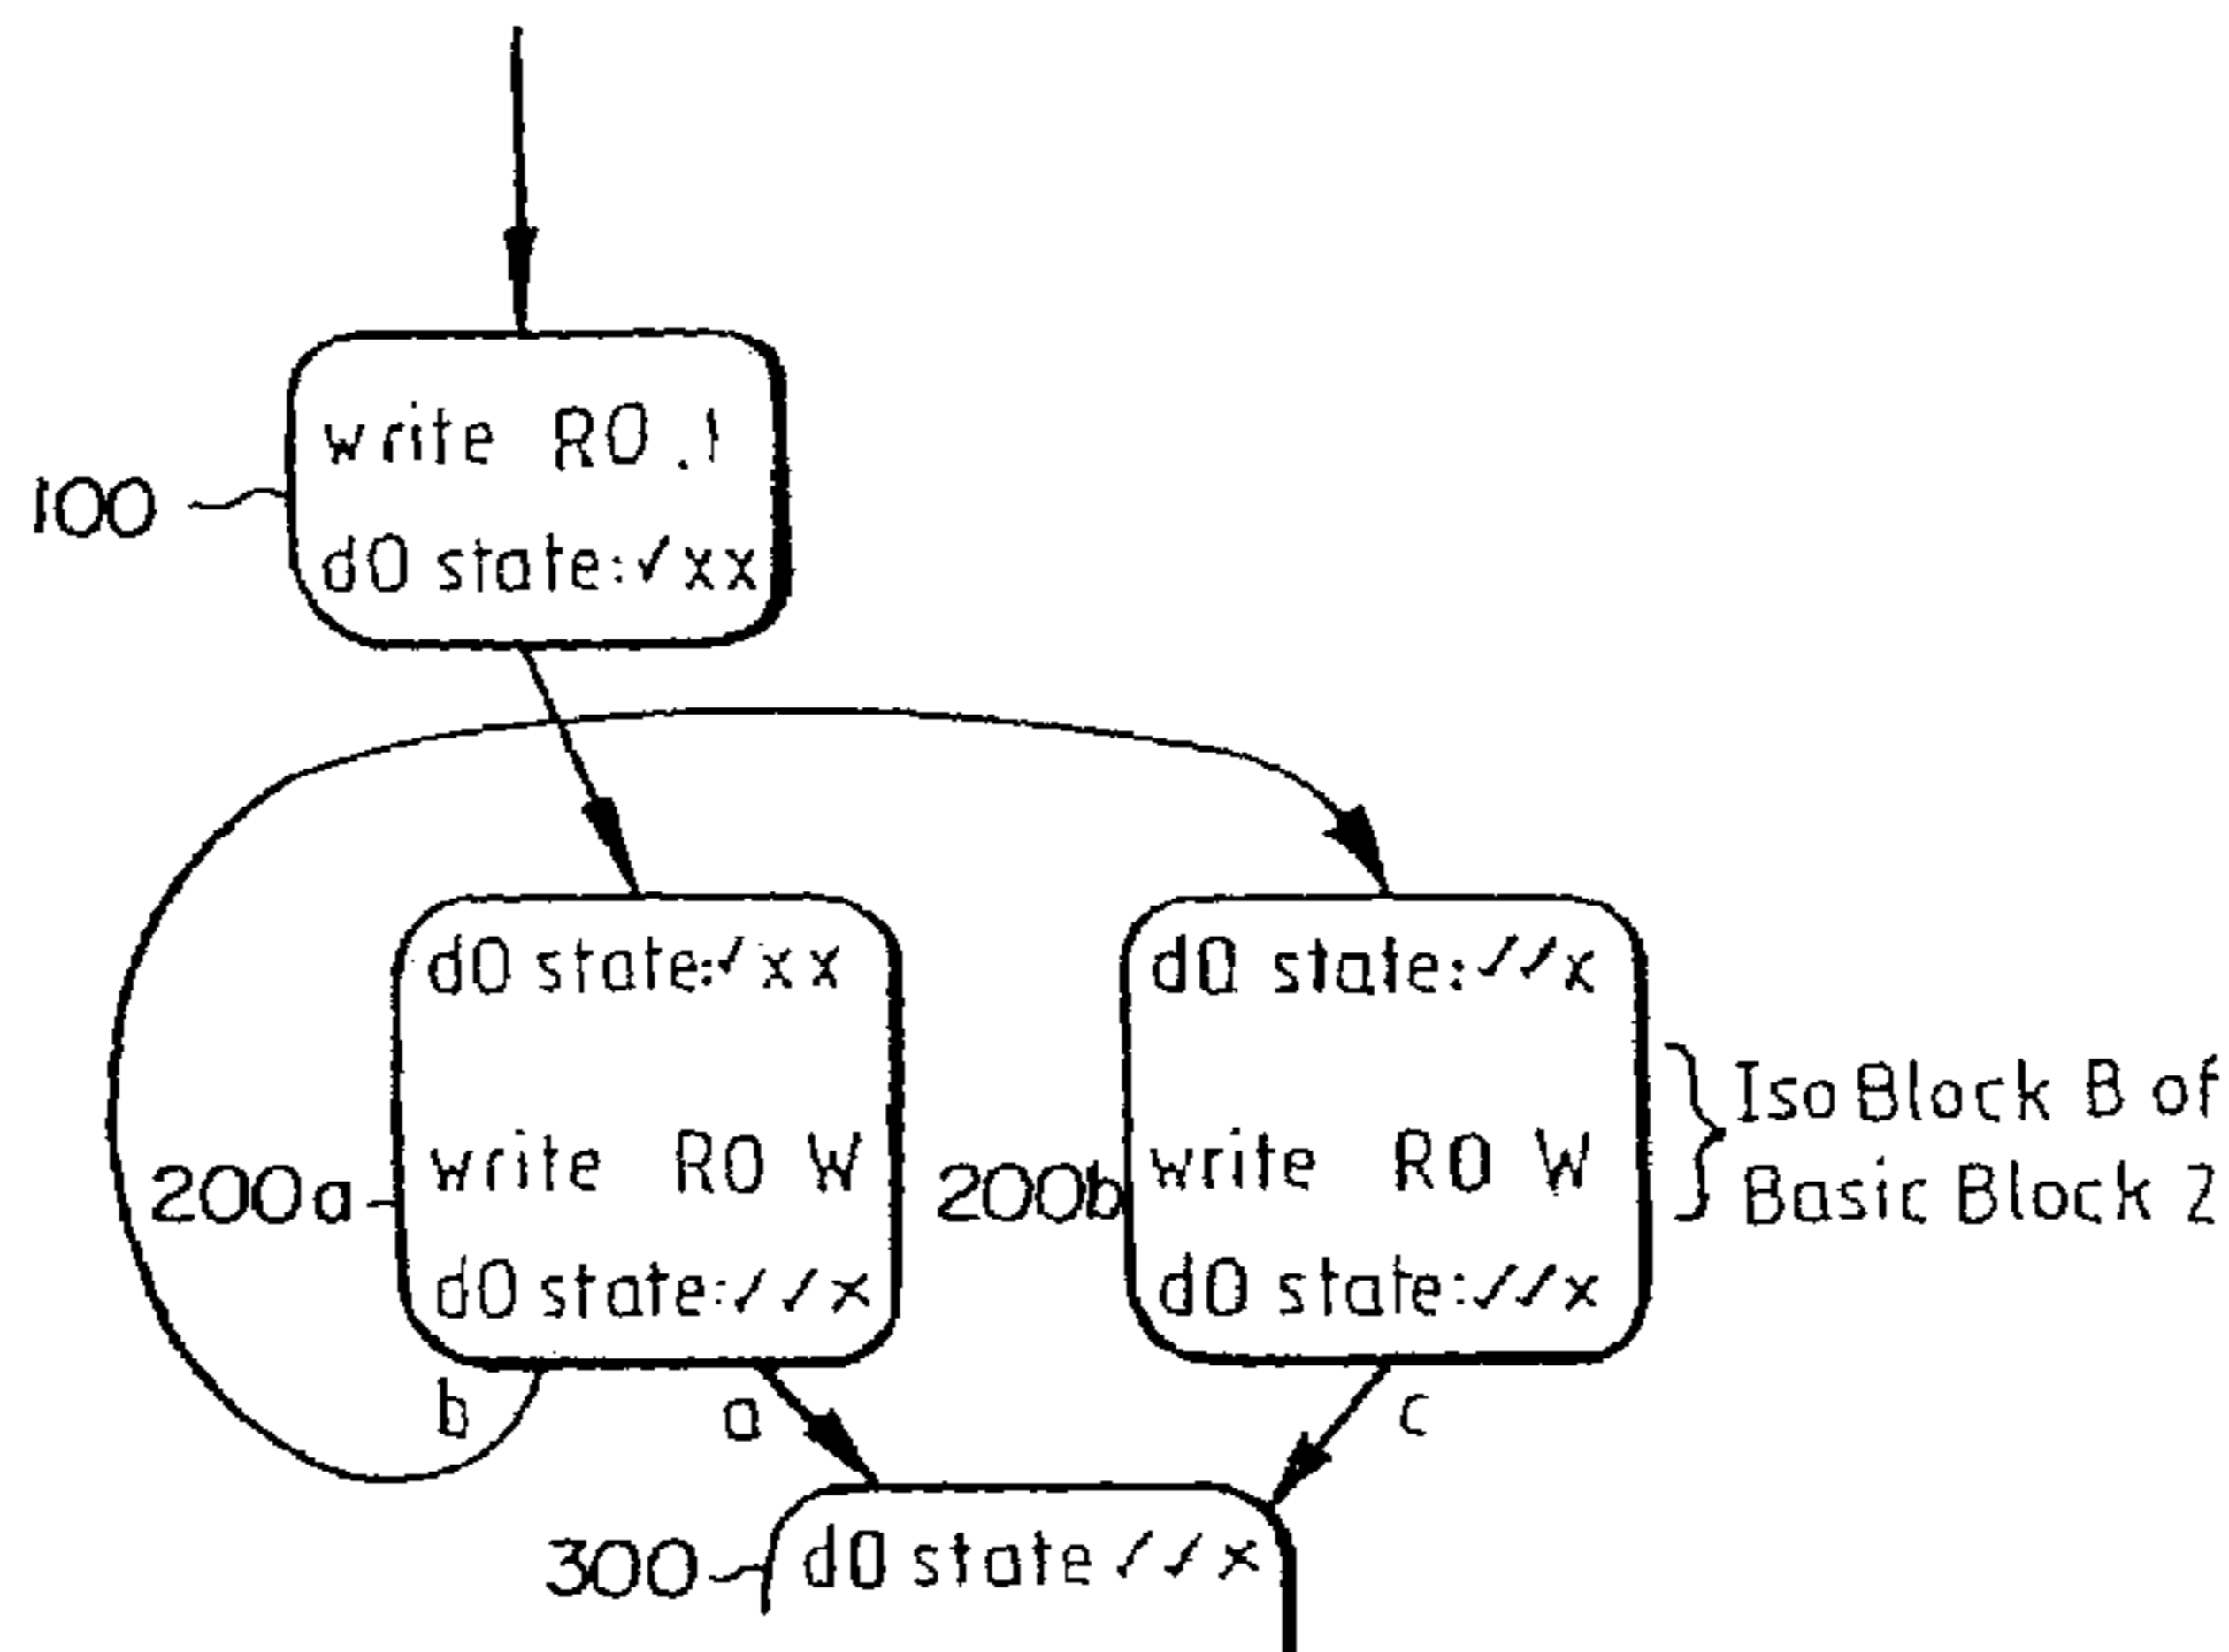 write R0.1
100
d0 state:✓xx
d0 state:✓xx
d0 state:✓✓x
Iso Block B of
write R0 W
write R0 W
200a
200b
Basic Block 2
d0 state:✓✓x
d0 state:✓✓x
b
a
c
300
d0 state ✓✓x